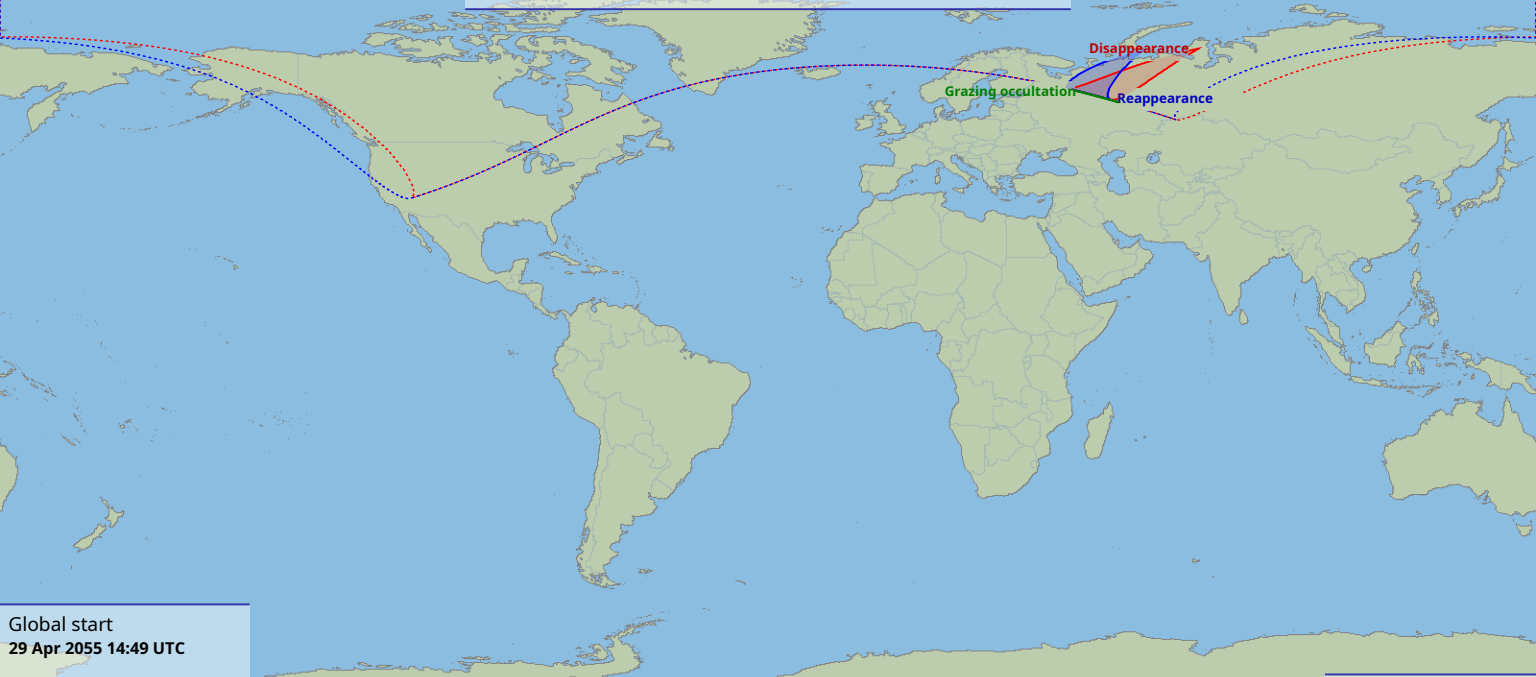 Disappearance
Grazing occultation
Reappearance
Global start
29 Apr 2055 14:49 UTC